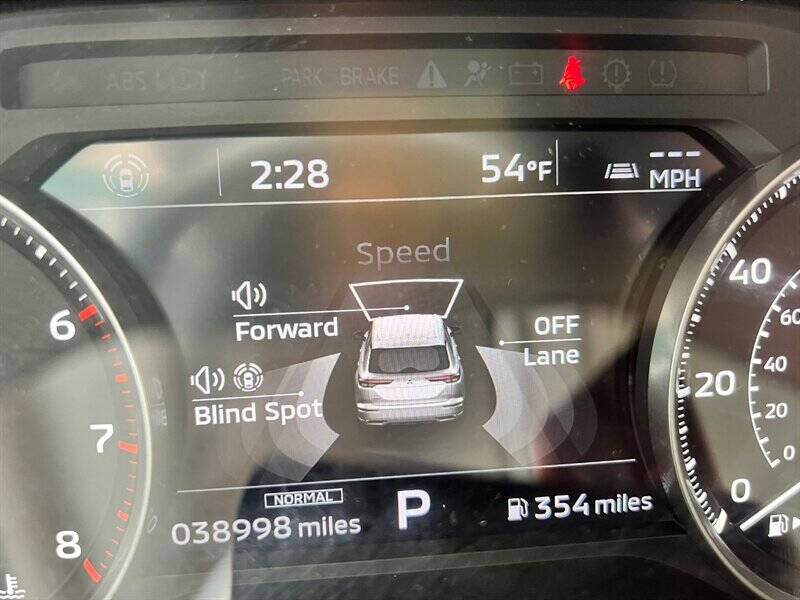 ABS
PARK BRAKE
2:28
54°F
--- MPH
Speed
Forward
OFF
Lane
Blind Spot
NORMAL
038998 miles
P
354 miles
6
7
8
40
20
0
60
40
20
0